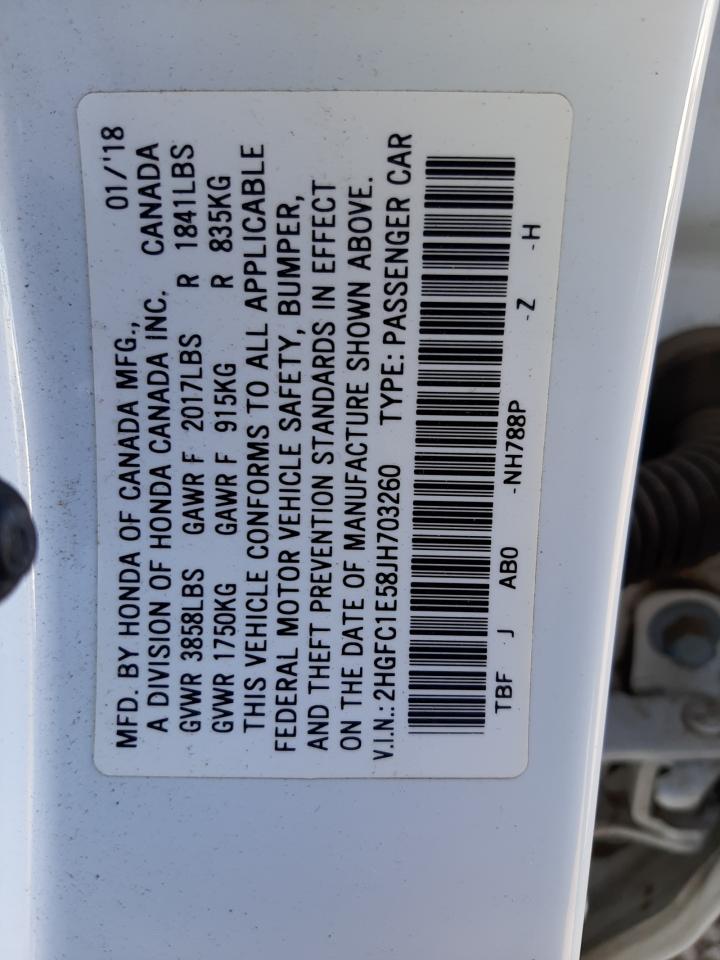 MFD. BY HONDA OF CANADA MFG., 01/'18
A DIVISION OF HONDA CANADA INC. CANADA
GVWR 3858LBS GAWR F 2017LBS R 1841LBS
GVWR 1750KG GAWR F 915KG R 835KG
THIS VEHICLE CONFORMS TO ALL APPLICABLE
FEDERAL MOTOR VEHICLE SAFETY, BUMPER,
AND THEFT PREVENTION STANDARDS IN EFFECT
ON THE DATE OF MANUFACTURE SHOWN ABOVE.
V.I.N.: 2HGFC1E58JH703260 TYPE: PASSENGER CAR
TBF J AB0 -NH788P -Z -H